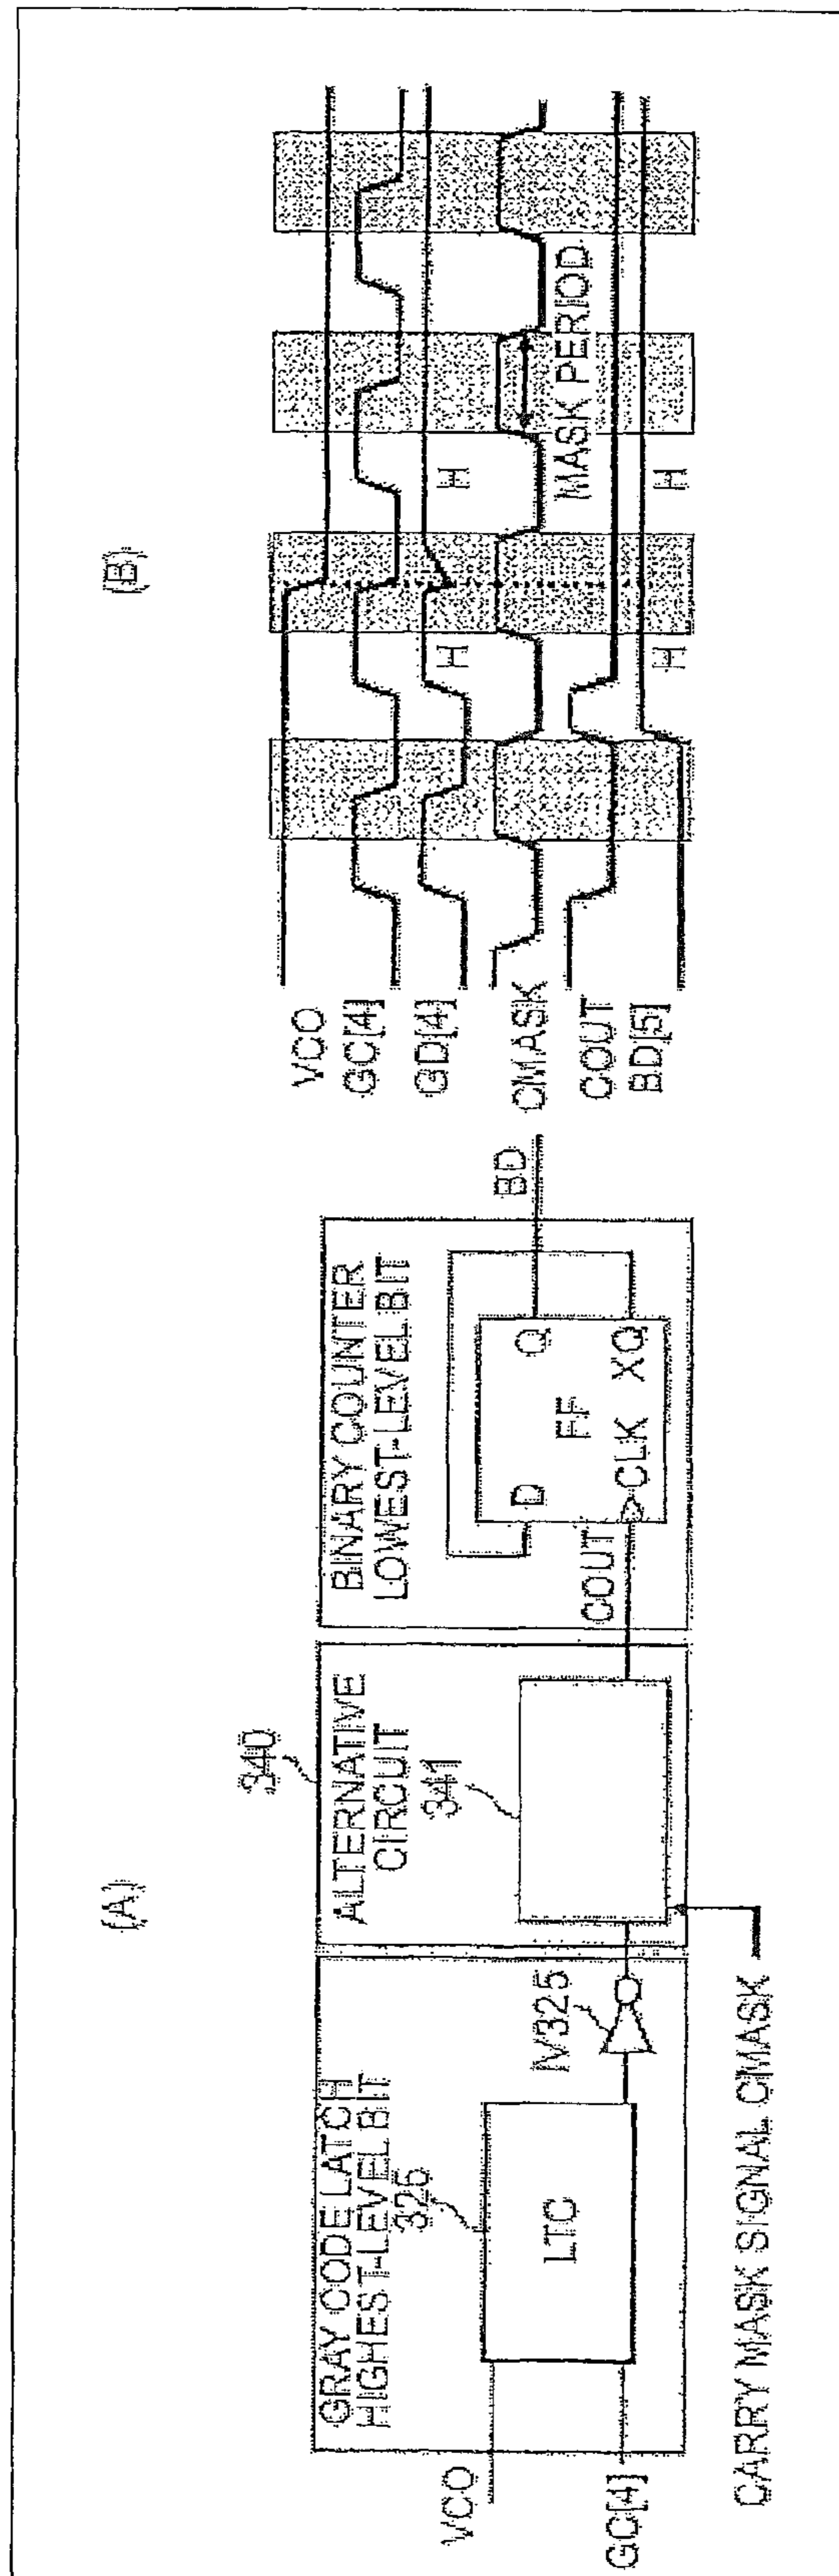 (A)
GRAY CODE LATCH
HIGHEST-LEVEL BIT
326
LTC
VCO
GC[4]
IV325
340
ALTERNATIVE
CIRCUIT
341
CARRY MASK SIGNAL CMASK
BINARY COUNTER
LOWEST-LEVEL BIT
D
Q
FF
CLK
XQ
COUT
BD
(B)
VCO
GC[4]
GD[4]
CMASK
COUT
BD[5]
H
H
MASK PERIOD
H
H